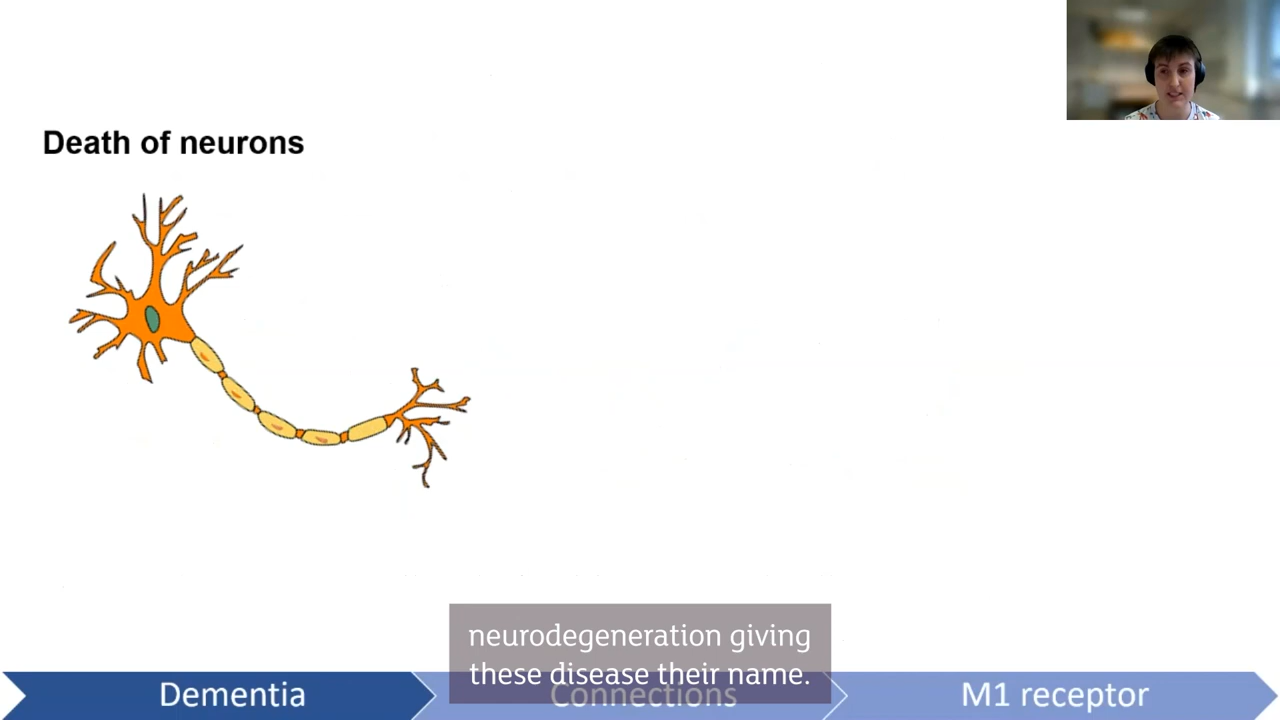 Death of neurons
neurodegeneration giving
these disease their name.
Dementia
Connections
M1 receptor